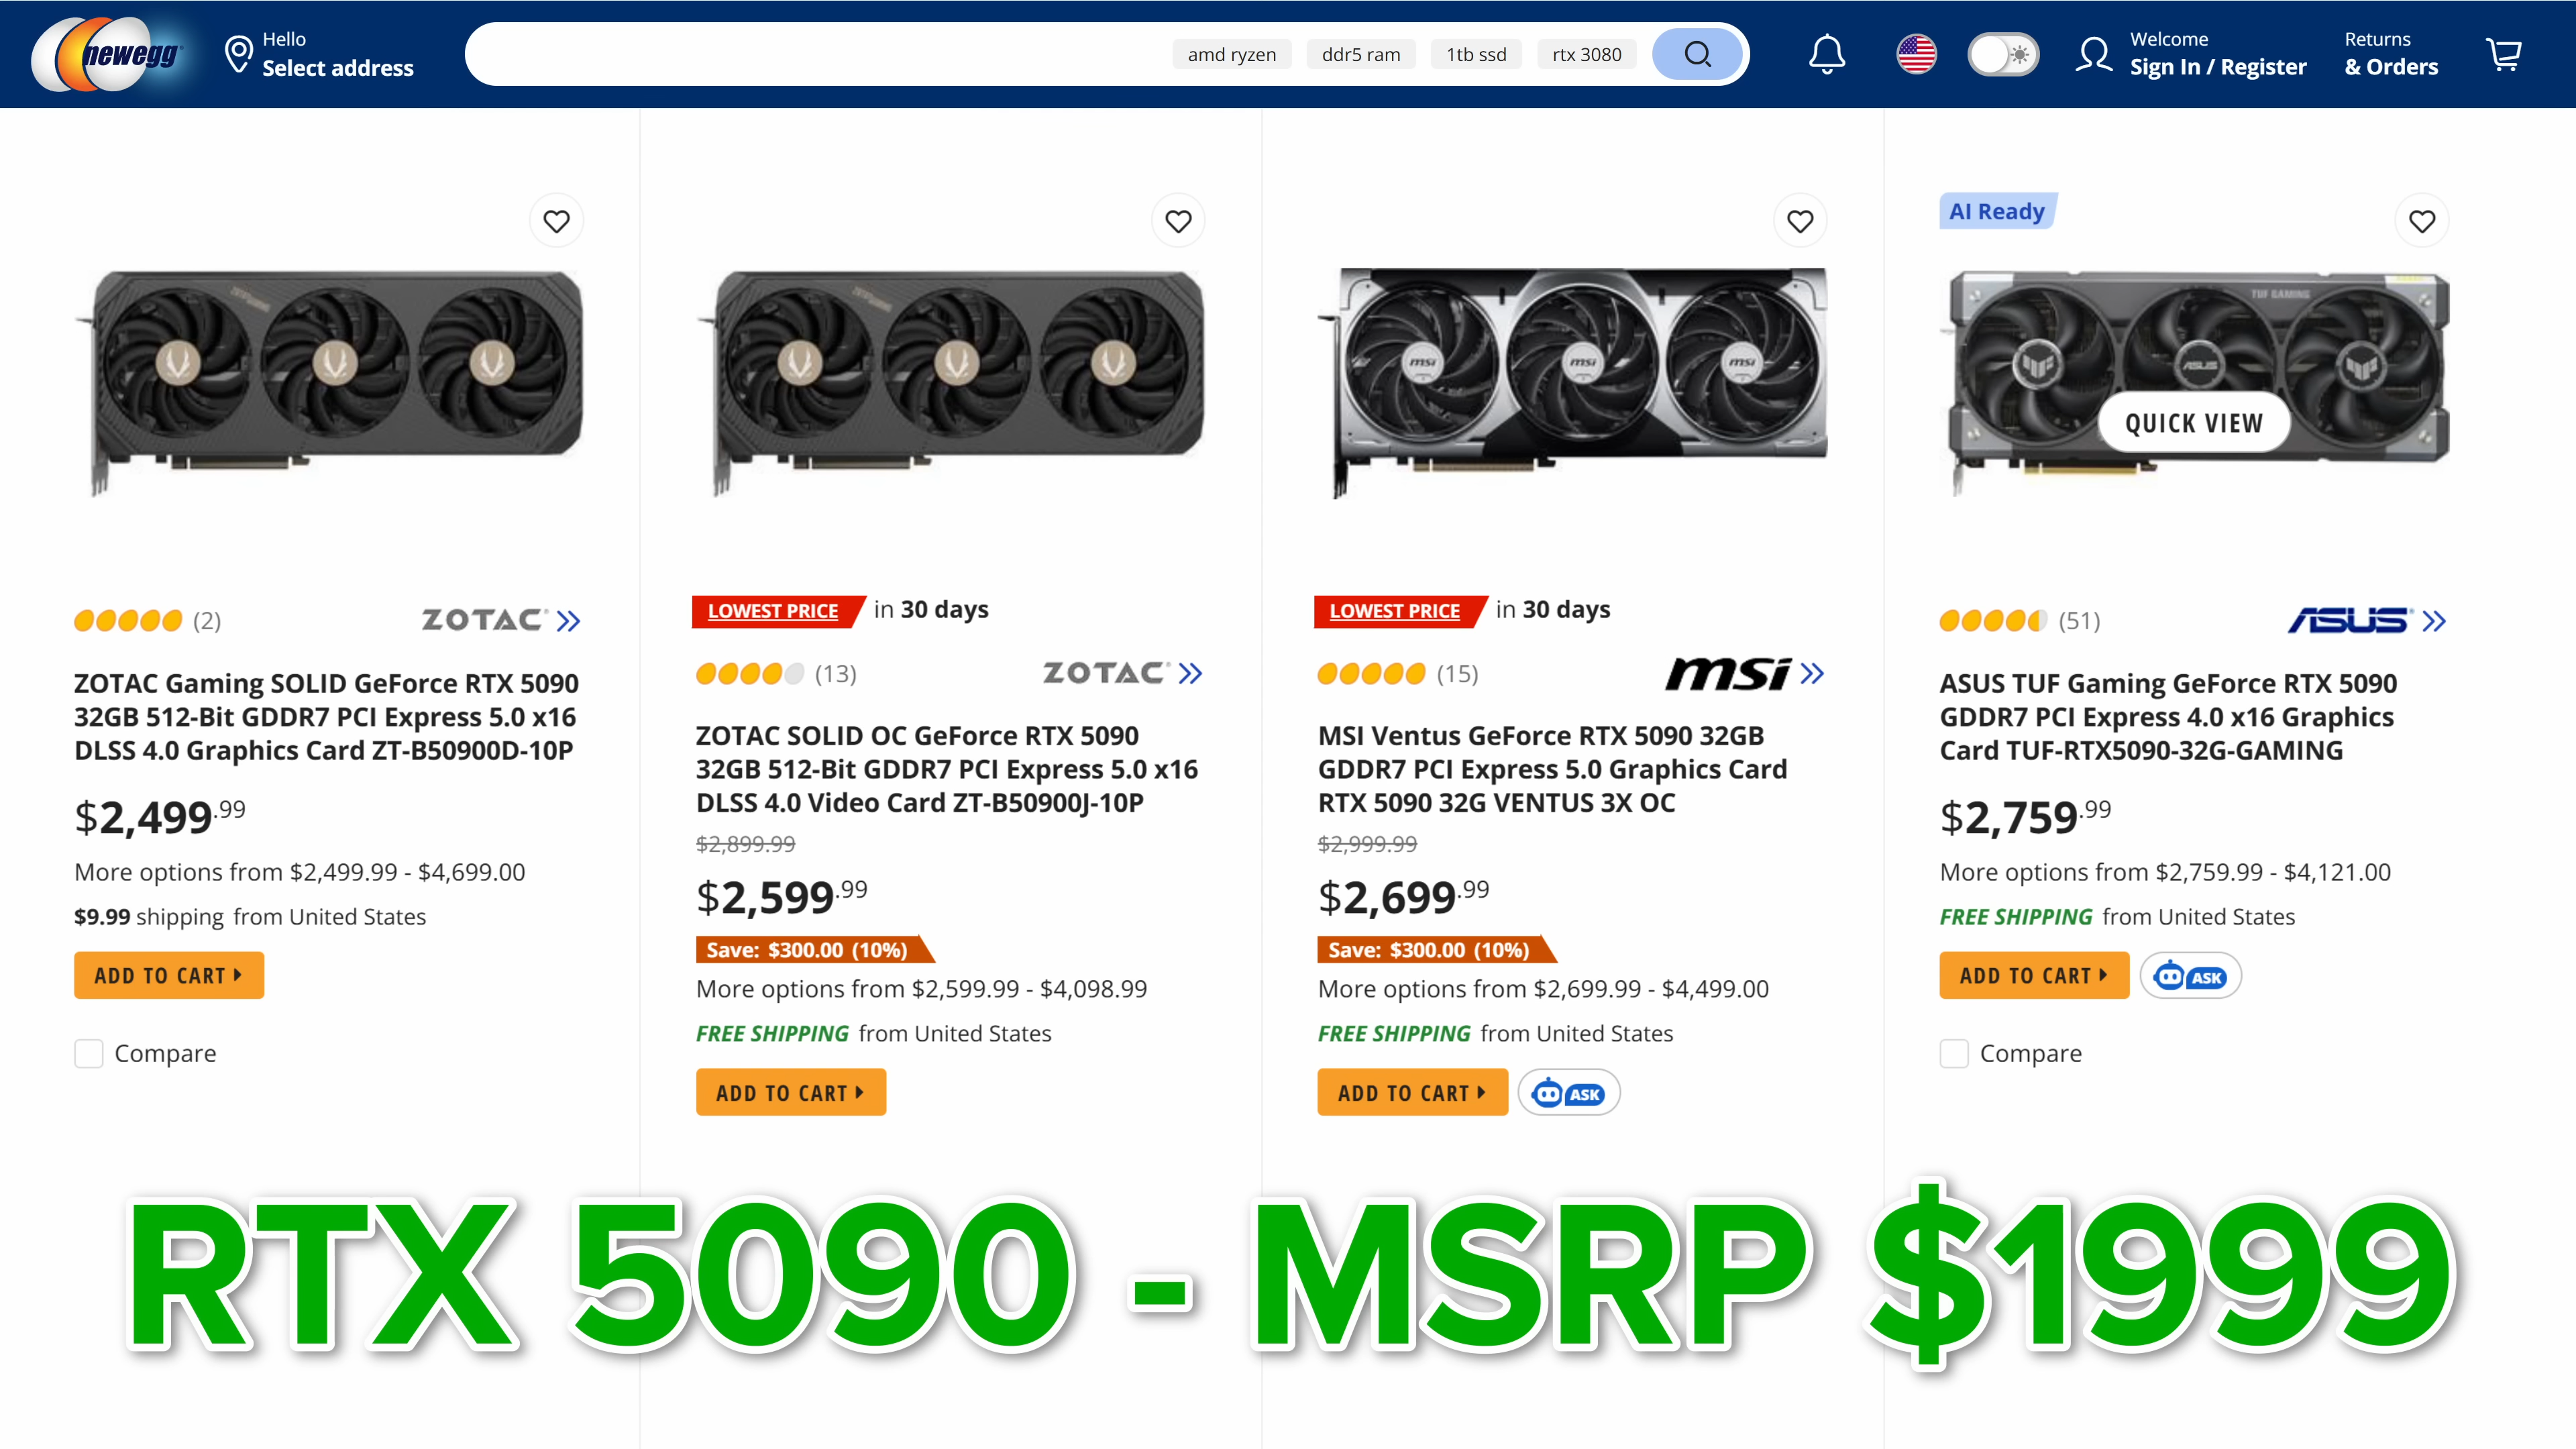 newegg
Hello
Select address
amd ryzen
ddr5 ram
1tb ssd
rtx 3080
Welcome
Sign In / Register
Returns
& Orders
msi
msi
msi
AI Ready
TUF GAMING
ASUS
QUICK VIEW
(2)
ZOTAC
ZOTAC Gaming SOLID GeForce RTX 5090
32GB 512-Bit GDDR7 PCI Express 5.0 x16
DLSS 4.0 Graphics Card ZT-B50900D-10P
$2,499.99
More options from $2,499.99 - $4,699.00
$9.99 shipping from United States
ADD TO CART
Compare
LOWEST PRICE in 30 days
(13)
ZOTAC
ZOTAC SOLID OC GeForce RTX 5090
32GB 512-Bit GDDR7 PCI Express 5.0 x16
DLSS 4.0 Video Card ZT-B50900J-10P
$2,899.99
$2,599.99
Save: $300.00 (10%)
More options from $2,599.99 - $4,098.99
FREE SHIPPING from United States
ADD TO CART
LOWEST PRICE in 30 days
(15)
msi
MSI Ventus GeForce RTX 5090 32GB
GDDR7 PCI Express 5.0 Graphics Card
RTX 5090 32G VENTUS 3X OC
$2,999.99
$2,699.99
Save: $300.00 (10%)
More options from $2,699.99 - $4,499.00
FREE SHIPPING from United States
ADD TO CART
ASK
(51)
ASUS
ASUS TUF Gaming GeForce RTX 5090
GDDR7 PCI Express 4.0 x16 Graphics
Card TUF-RTX5090-32G-GAMING
$2,759.99
More options from $2,759.99 - $4,121.00
FREE SHIPPING from United States
ADD TO CART
ASK
Compare
RTX 5090 - MSRP $1999